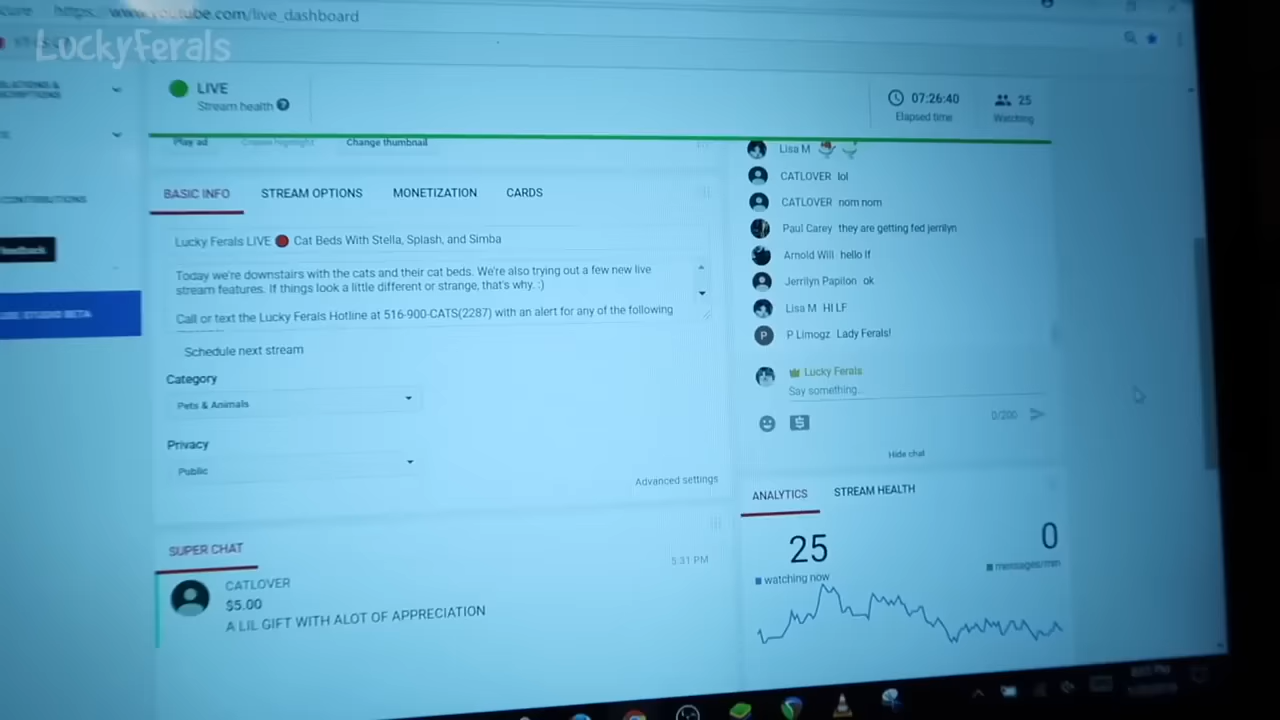 .com/live_dashboard
LuckyFerals
LIVE
Stream health ?
07:26:40
Elapsed time
25
Watching
Play ad
Change thumbnail
BASIC INFO
STREAM OPTIONS
MONETIZATION
CARDS
Lucky Ferals LIVE 🔴 Cat Beds With Stella, Splash, and Simba
Today we're downstairs with the cats and their cat beds. We're also trying out a few new live
stream features. If things look a little different or strange, that's why. :)
Call or text the Lucky Ferals Hotline at 516-900-CATS(2287) with an alert for any of the following
Schedule next stream
Category
Pets & Animals
Privacy
Public
Advanced settings
SUPER CHAT
5:31 PM
CATLOVER
$5.00
A LIL GIFT WITH ALOT OF APPRECIATION
Lisa M
CATLOVER lol
CATLOVER nom nom
Paul Carey they are getting fed jerrilyn
Arnold Will hello lf
Jerrilyn Papilon ok
Lisa M HI LF
P P Limogz Lady Ferals!
Lucky Ferals
Say something...
0/200
Hide chat
ANALYTICS
STREAM HEALTH
25
watching now
0
messages/min